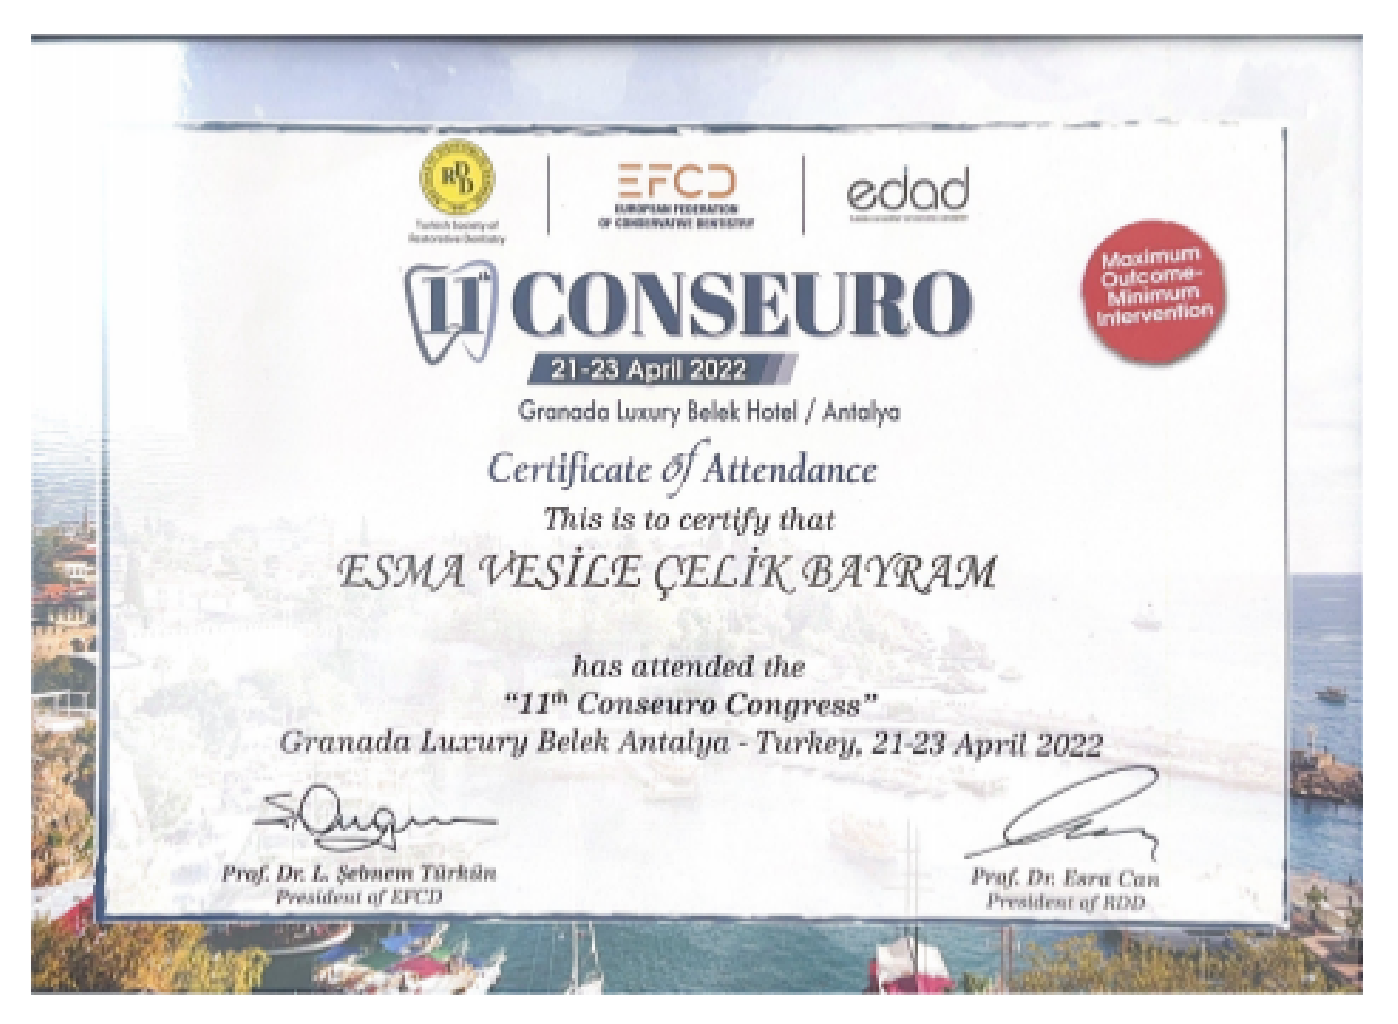 RDD
Turkish Society of
Restorative Dentistry
EFCD
EUROPEAN FEDERATION
OF CONSERVATIVE DENTISTRY
edad
Maximum
Outcome-
Minimum
Intervention
11th CONSEURO
21-23 April 2022
Granada Luxury Belek Hotel / Antalya
Certificate of Attendance
This is to certify that
ESMA VESİLE ÇELİK BAYRAM
has attended the
“11th Conseuro Congress”
Granada Luxury Belek Antalya - Turkey, 21-23 April 2022
Prof. Dr. L. Şebnem Türkün
President of EFCD
Prof. Dr. Esra Can
President of RDD